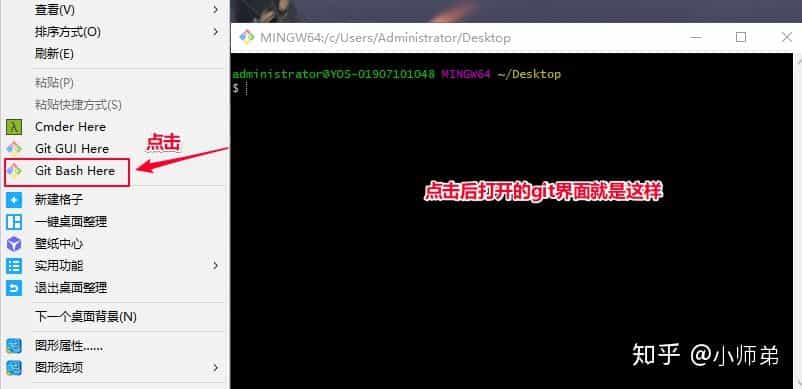 查看(V)
排序方式(O)
刷新(E)
粘贴(P)
粘贴快捷方式(S)
Cmder Here
Git GUI Here
Git Bash Here
新建格子
一键桌面整理
壁纸中心
实用功能
退出桌面整理
下一个桌面背景(N)
图形属性......
图形选项
点击
MINGW64:/c/Users/Administrator/Desktop
administrator@YOS-01907101048 MINGW64 ~/Desktop
$
点击后打开的git界面就是这样
知乎 @小师弟